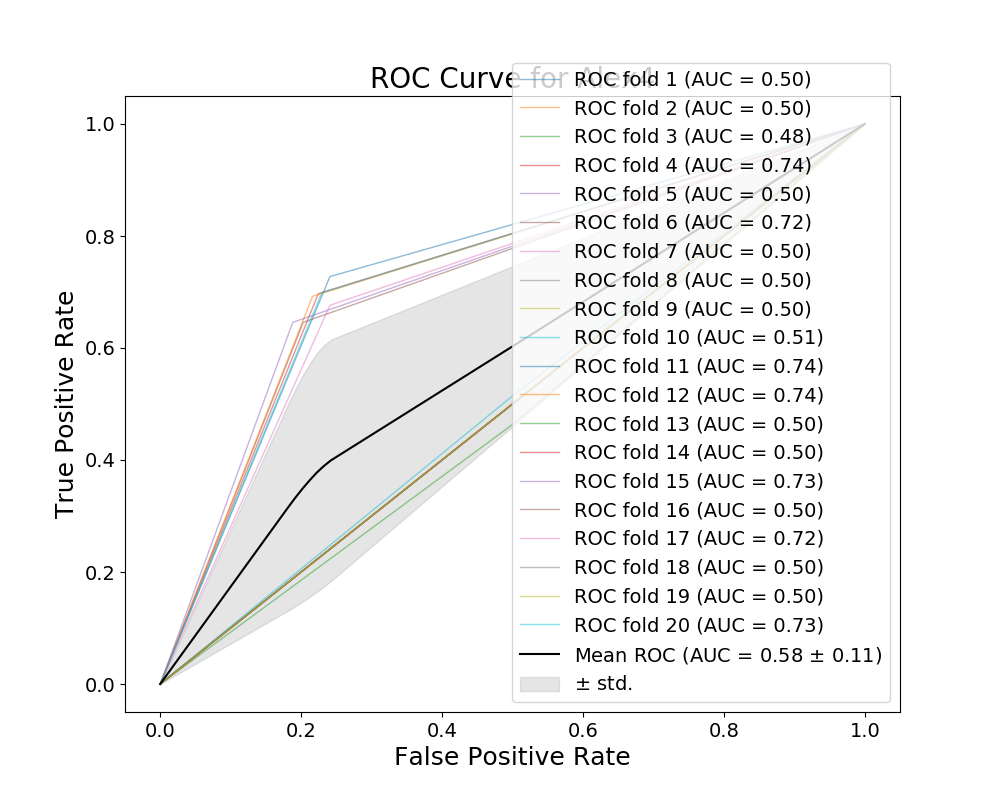 ROC Curve for Alex4
ROC fold 1 (AUC = 0.50)
ROC fold 2 (AUC = 0.50)
ROC fold 3 (AUC = 0.48)
ROC fold 4 (AUC = 0.74)
ROC fold 5 (AUC = 0.50)
ROC fold 6 (AUC = 0.72)
ROC fold 7 (AUC = 0.50)
ROC fold 8 (AUC = 0.50)
ROC fold 9 (AUC = 0.50)
ROC fold 10 (AUC = 0.51)
ROC fold 11 (AUC = 0.74)
ROC fold 12 (AUC = 0.74)
ROC fold 13 (AUC = 0.50)
ROC fold 14 (AUC = 0.50)
ROC fold 15 (AUC = 0.73)
ROC fold 16 (AUC = 0.50)
ROC fold 17 (AUC = 0.72)
ROC fold 18 (AUC = 0.50)
ROC fold 19 (AUC = 0.50)
ROC fold 20 (AUC = 0.73)
Mean ROC (AUC = 0.58 ± 0.11)
± std.
True Positive Rate
1.0
0.8
0.6
0.4
0.2
0.0
0.0 0.2 0.4 0.6 0.8 1.0
False Positive Rate